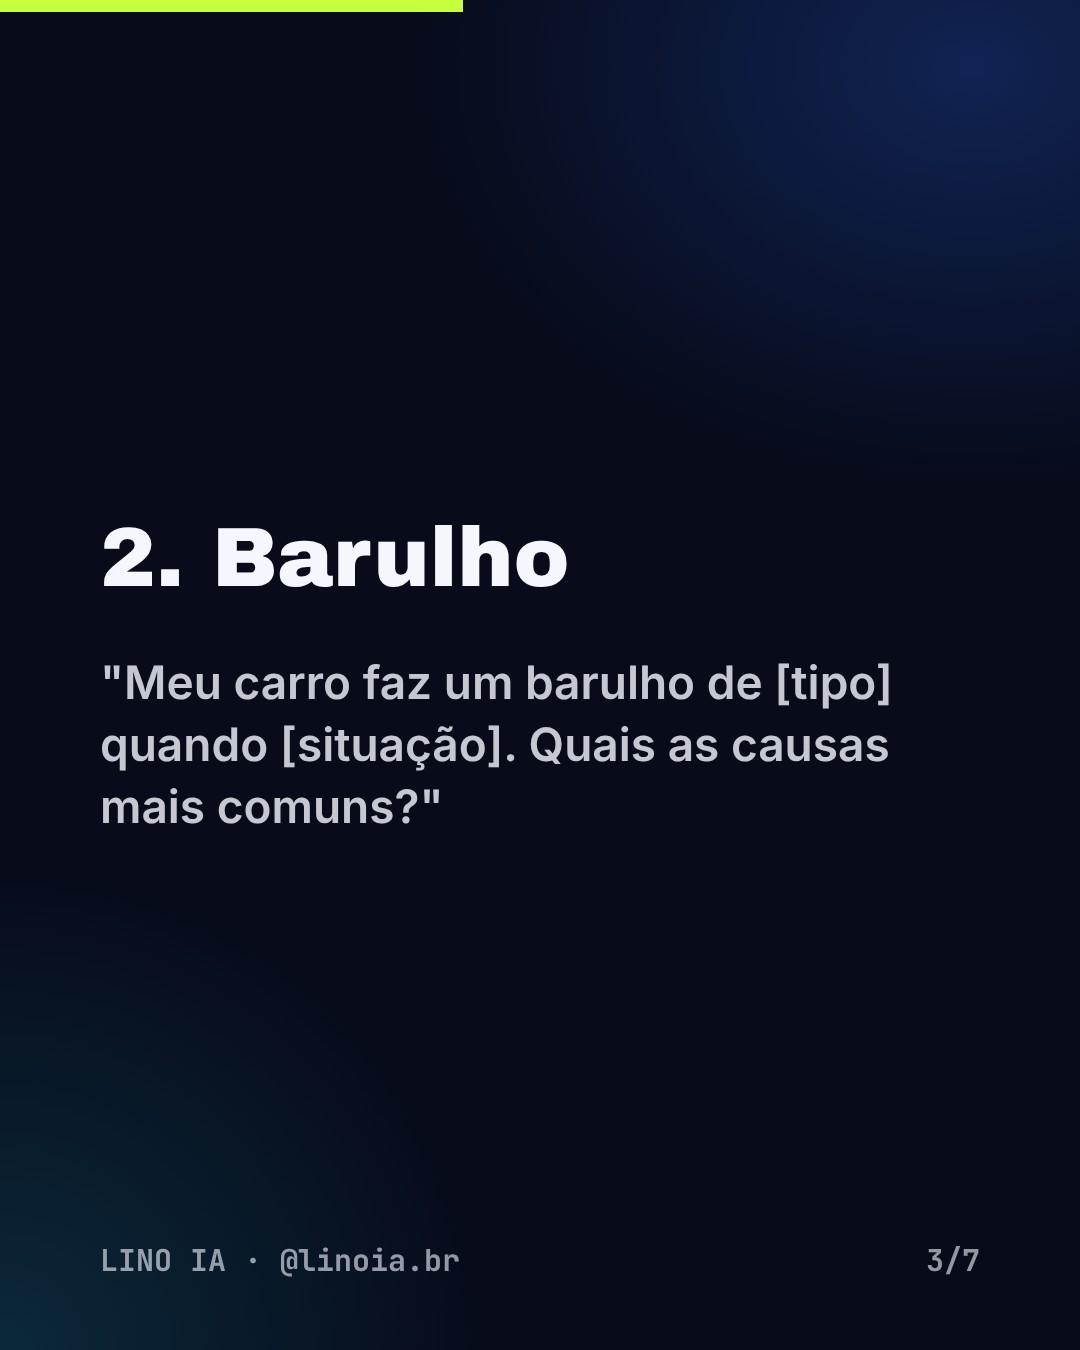 2. Barulho
"Meu carro faz um barulho de [tipo]
quando [situação]. Quais as causas
mais comuns?"
LINO IA · @linoia.br
3/7